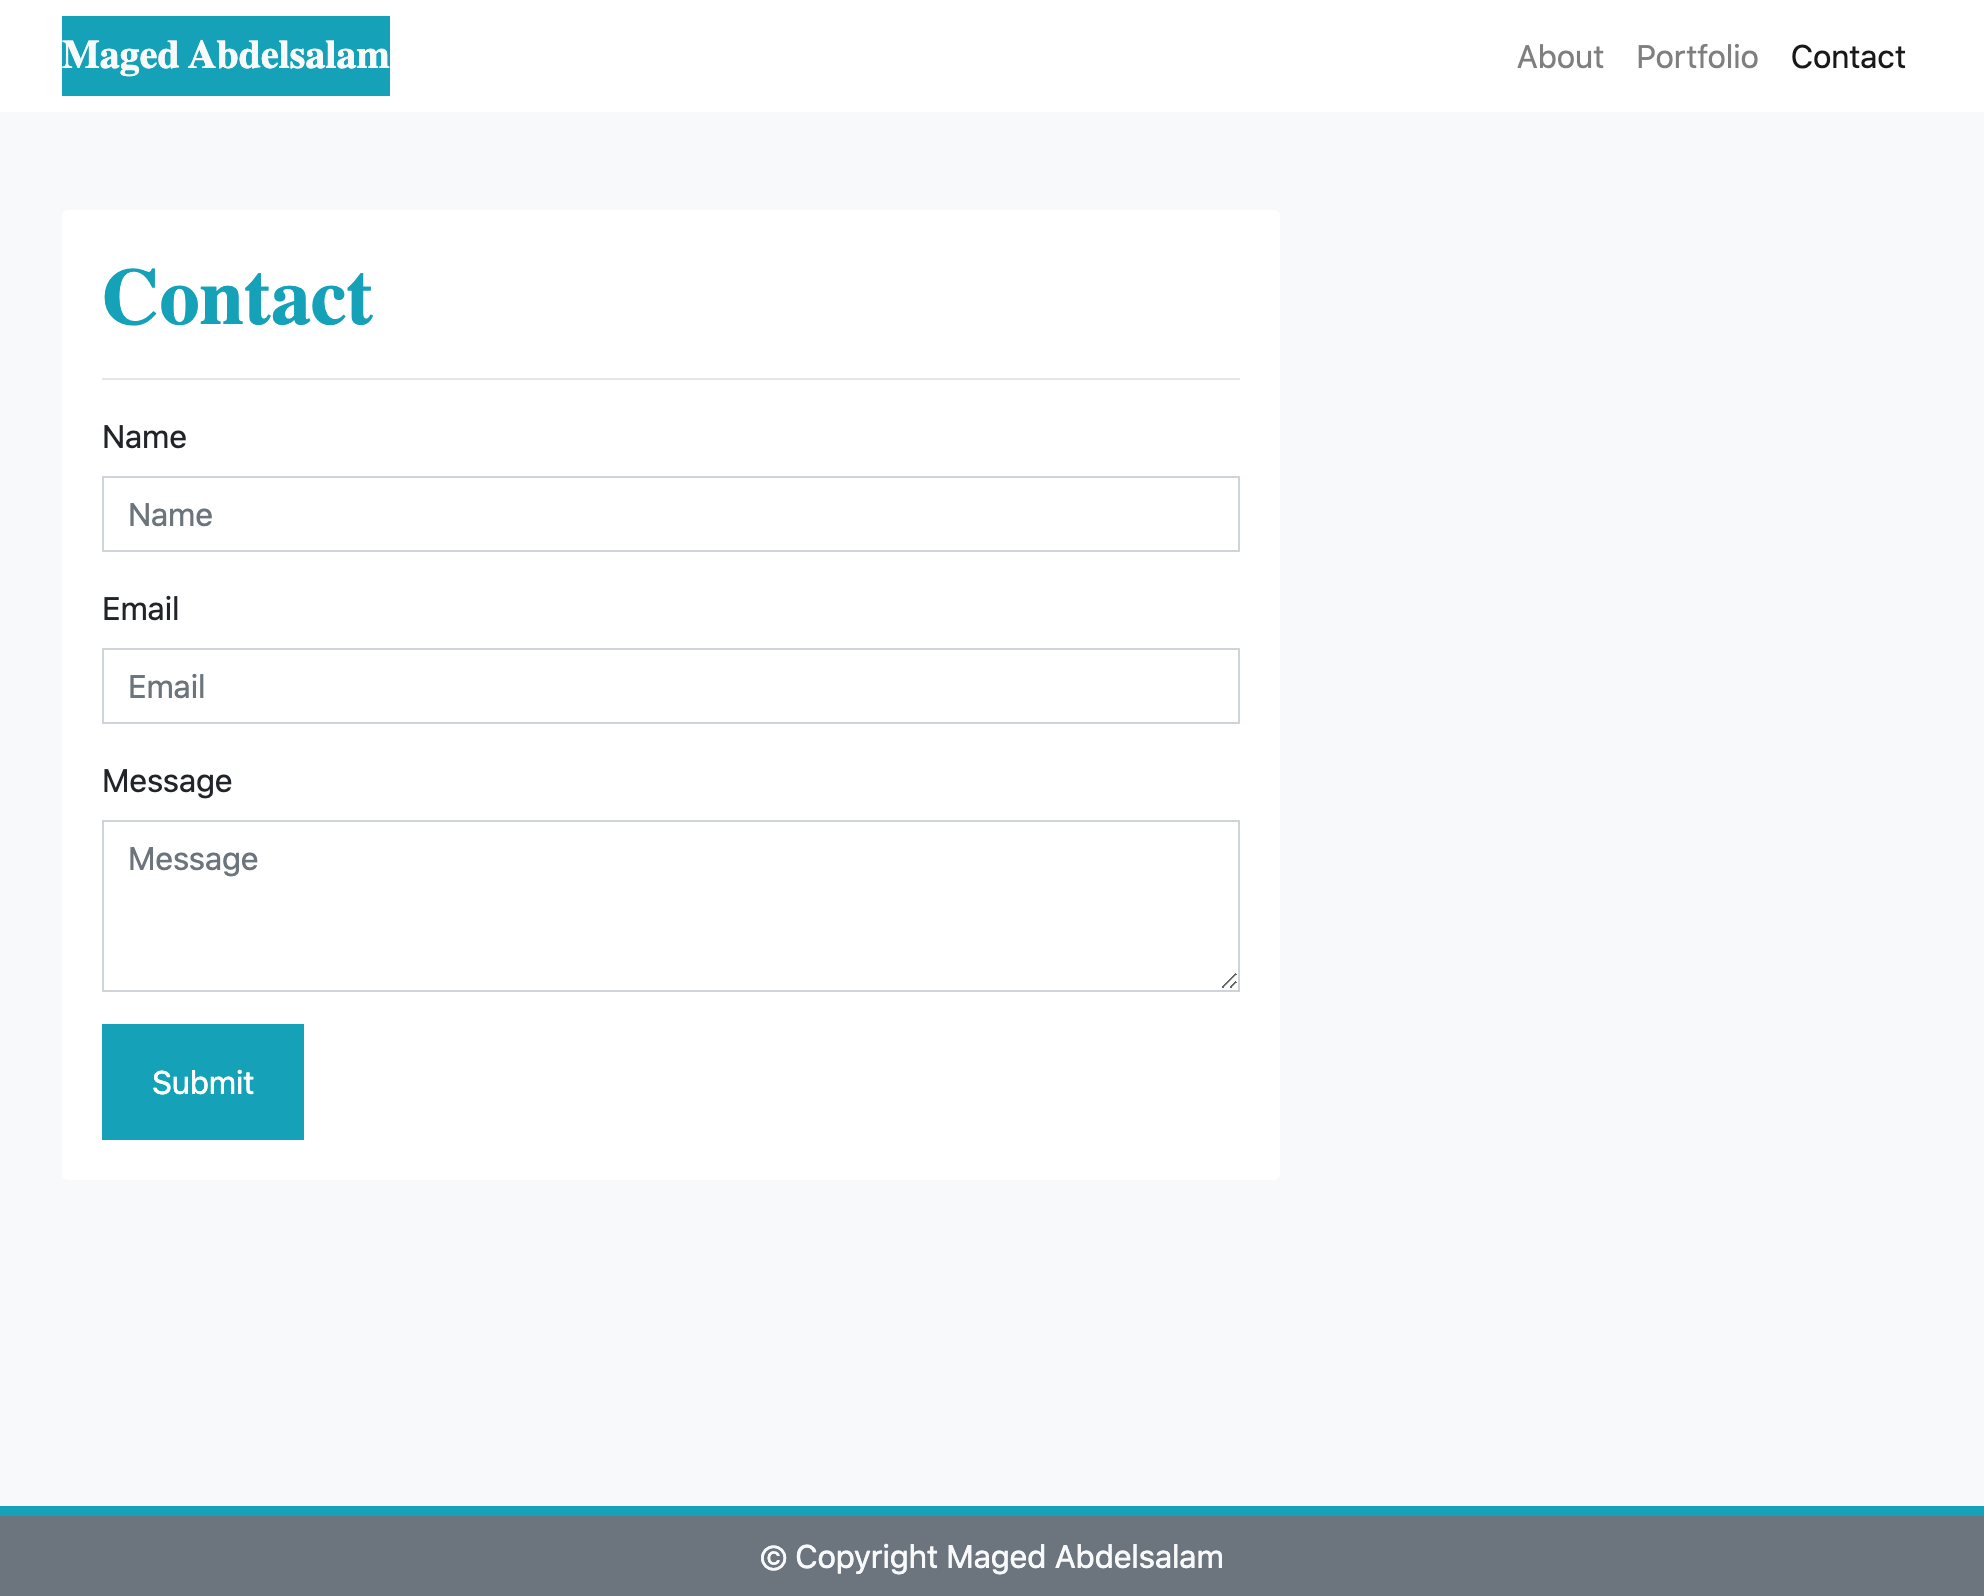 Maged Abdelsalam
About Portfolio Contact
Contact
Name
Name
Email
Email
Message
Message
Submit
© Copyright Maged Abdelsalam